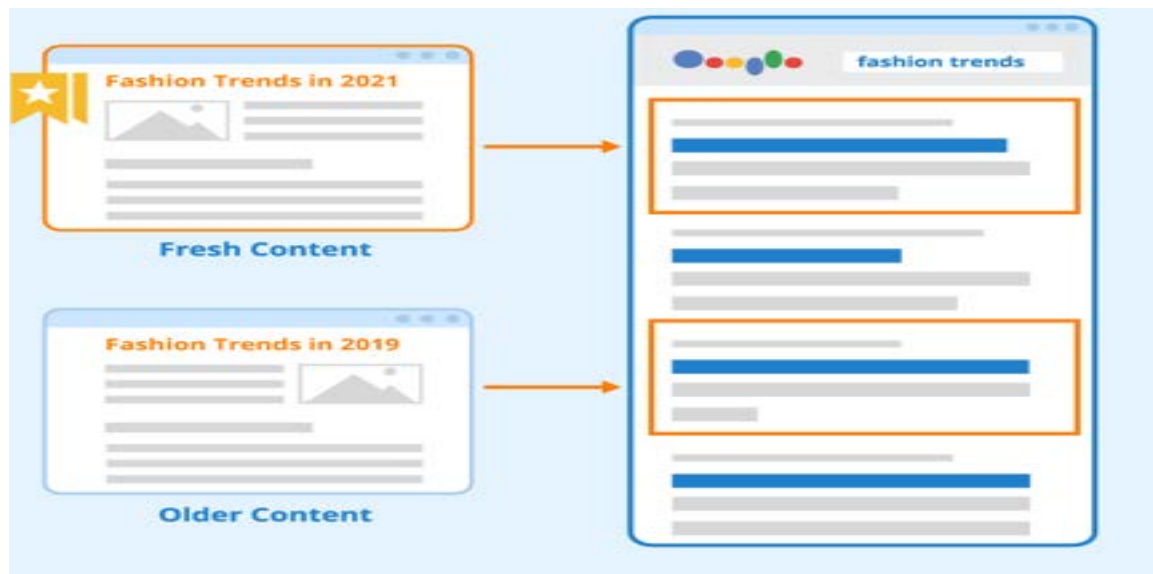 Fashion Trends in 2021
Fresh Content
Fashion Trends in 2019
Older Content
fashion trends